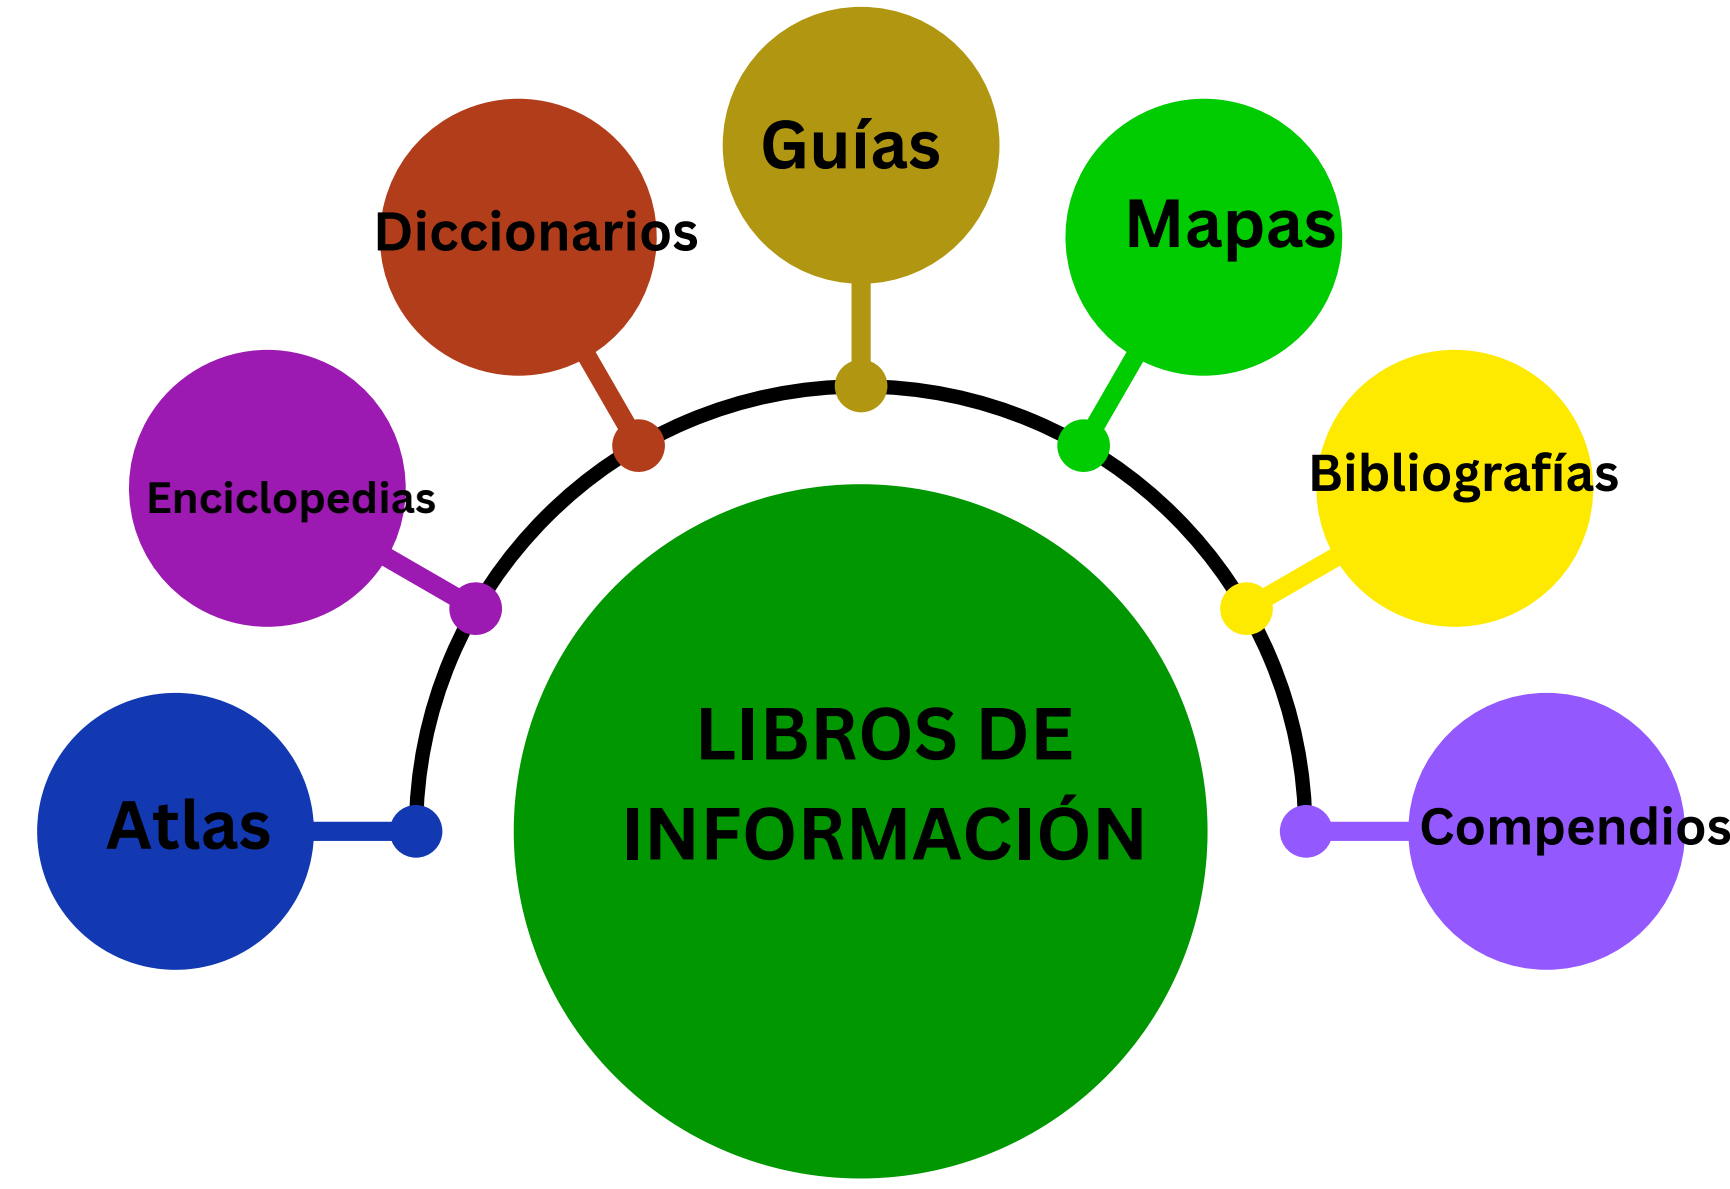 Guías
Mapas
Diccionarios
Bibliografías
Enciclopedias
LIBROS DE
INFORMACIÓN
Atlas
Compendios